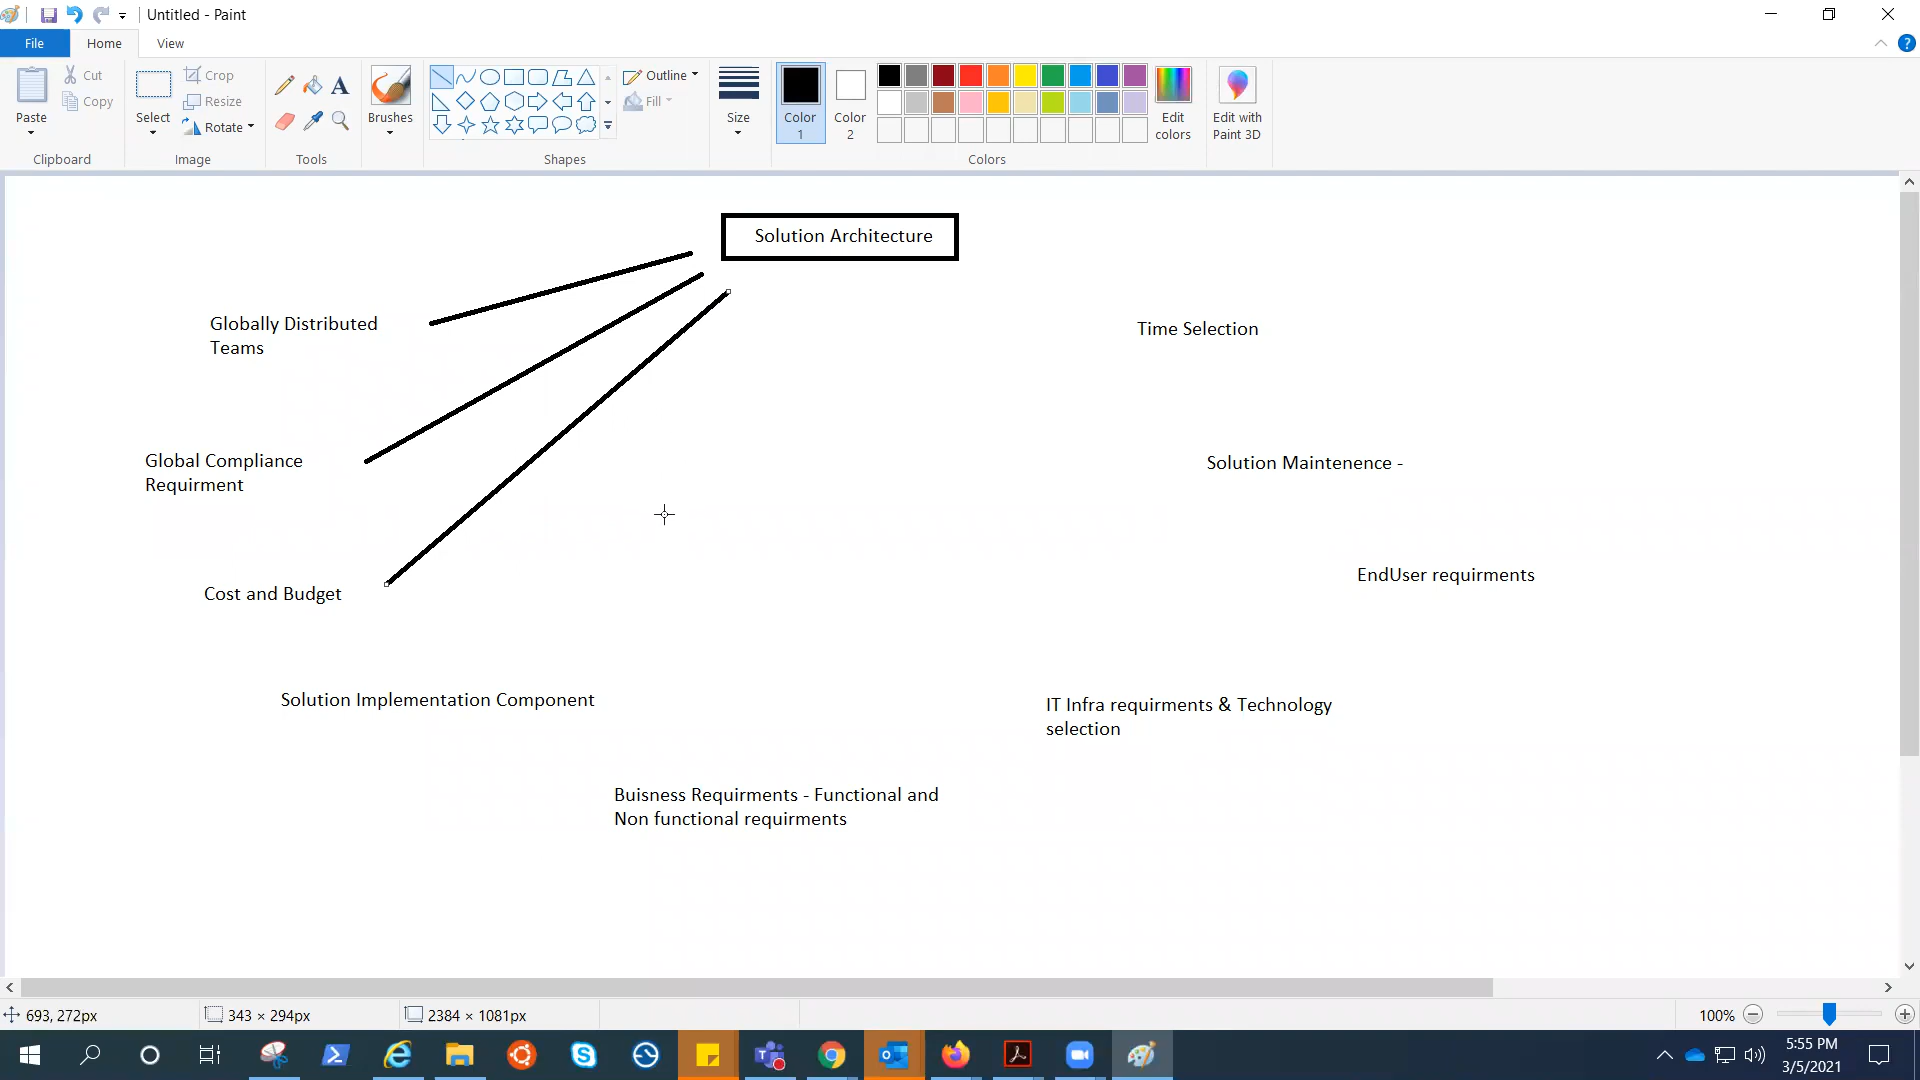 Untitled - Paint
File Home View
Paste
Cut
Copy
Clipboard
Select
Crop
Resize
Rotate
Image
Tools
Brushes
Outline
Fill
Shapes
Size
Color 1
Color 2
Edit colors
Colors
Edit with Paint 3D
Solution Architecture
Globally Distributed
Teams
Time Selection
Global Compliance
Requirment
Solution Maintenence -
EndUser requirments
Cost and Budget
Solution Implementation Component
IT Infra requirments & Technology
selection
Buisness Requirments - Functional and
Non functional requirments
693, 272px 343 × 294px 2384 × 1081px 100%
5:55 PM
3/5/2021